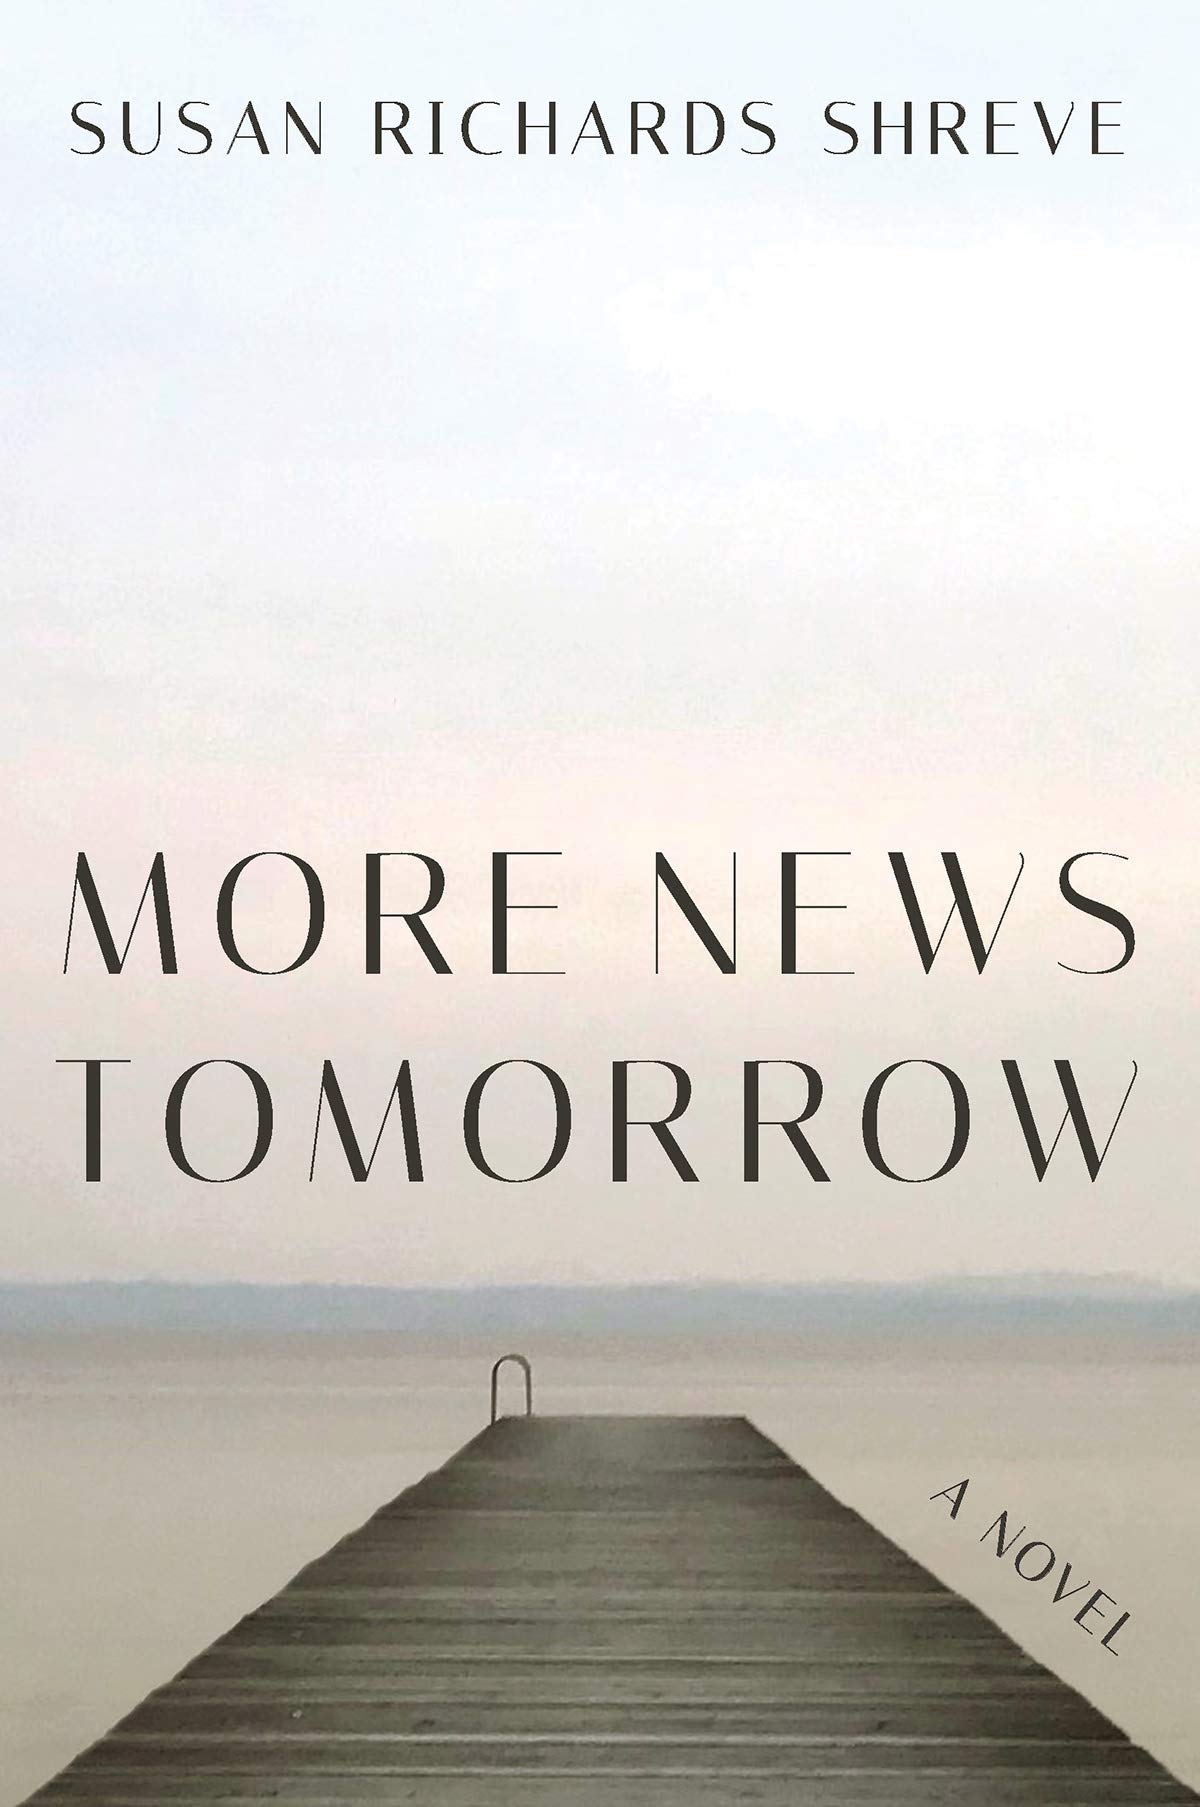 SUSAN RICHARDS SHREVE
MORE NEWS
TOMORROW
A NOVEL